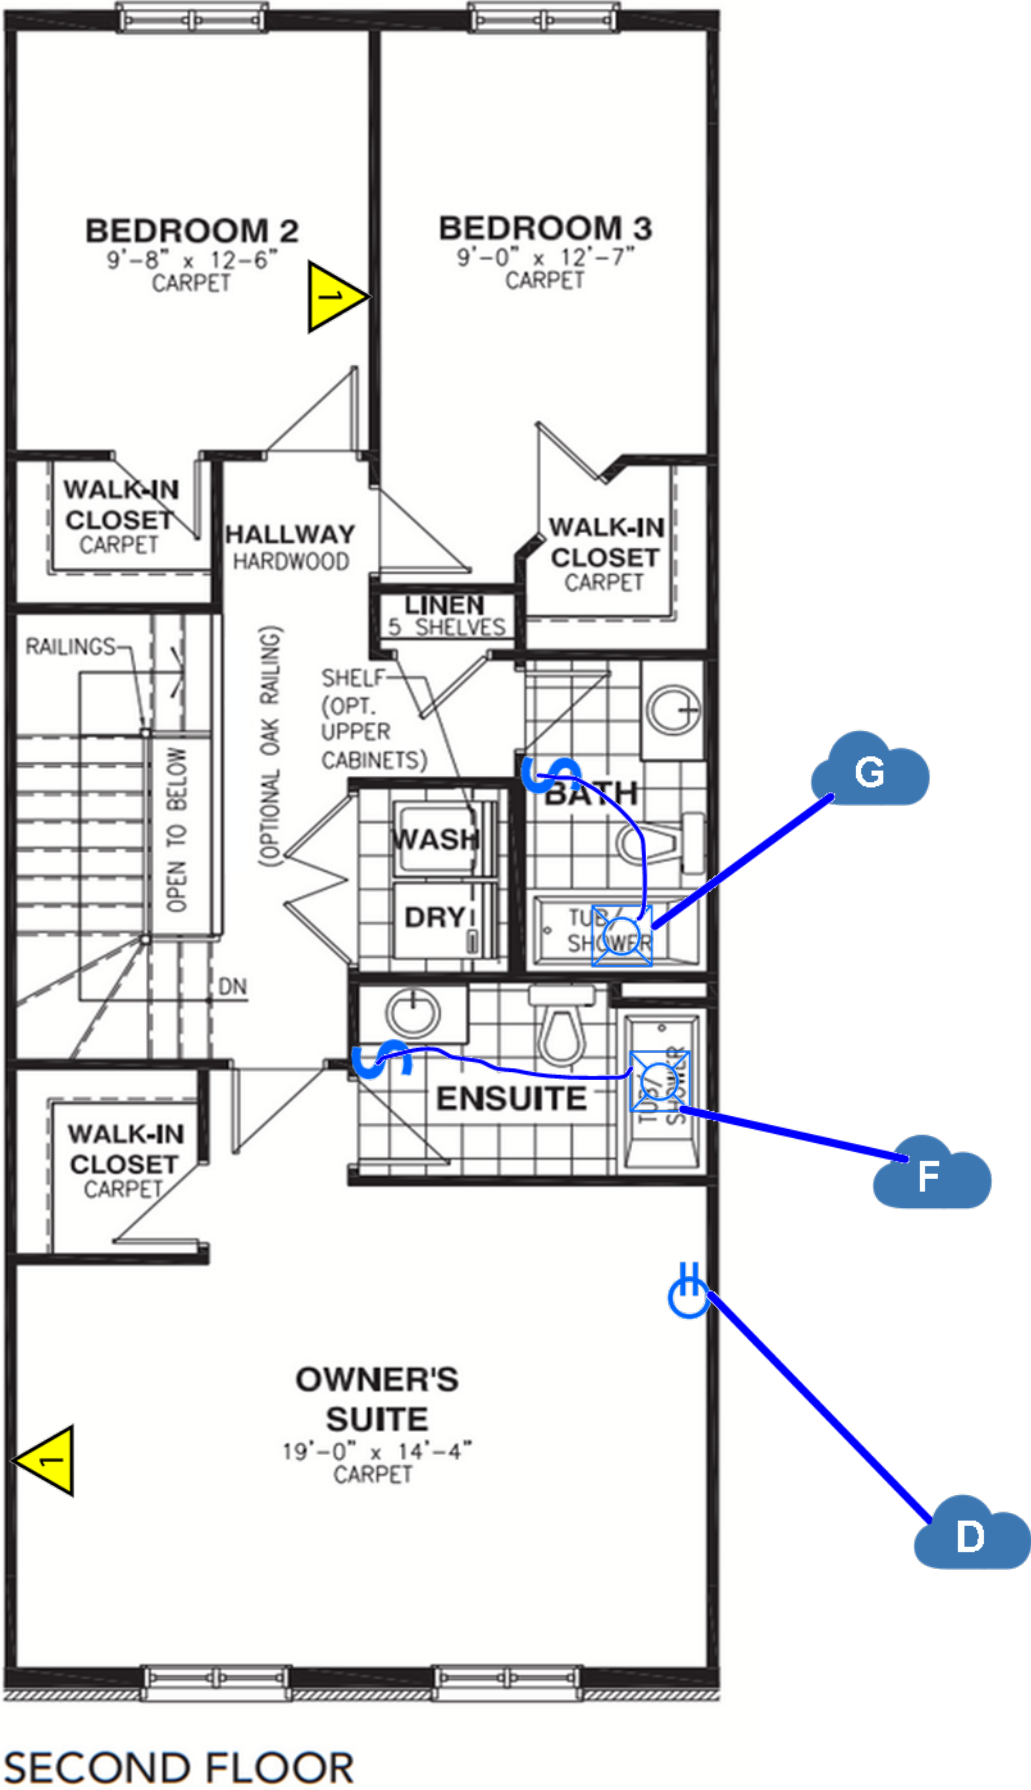 BEDROOM 2
9'-8" x 12-6"
CARPET
BEDROOM 3
9'-0" x 12'-7"
CARPET
1
WALK-IN
CLOSET
CARPET
HALLWAY
HARDWOOD
WALK-IN
CLOSET
CARPET
LINEN
5 SHELVES
RAILINGS
(OPTIONAL OAK RAILING)
SHELF
(OPT.
UPPER
CABINETS)
OPEN TO BELOW
S
BATH
G
WASH
DRY
TUB/
SHOWER
DN
S
ENSUITE
TUB/
SHOWER
F
WALK-IN
CLOSET
CARPET
OWNER'S
SUITE
19'-0" x 14'-4"
CARPET
1
D
SECOND FLOOR